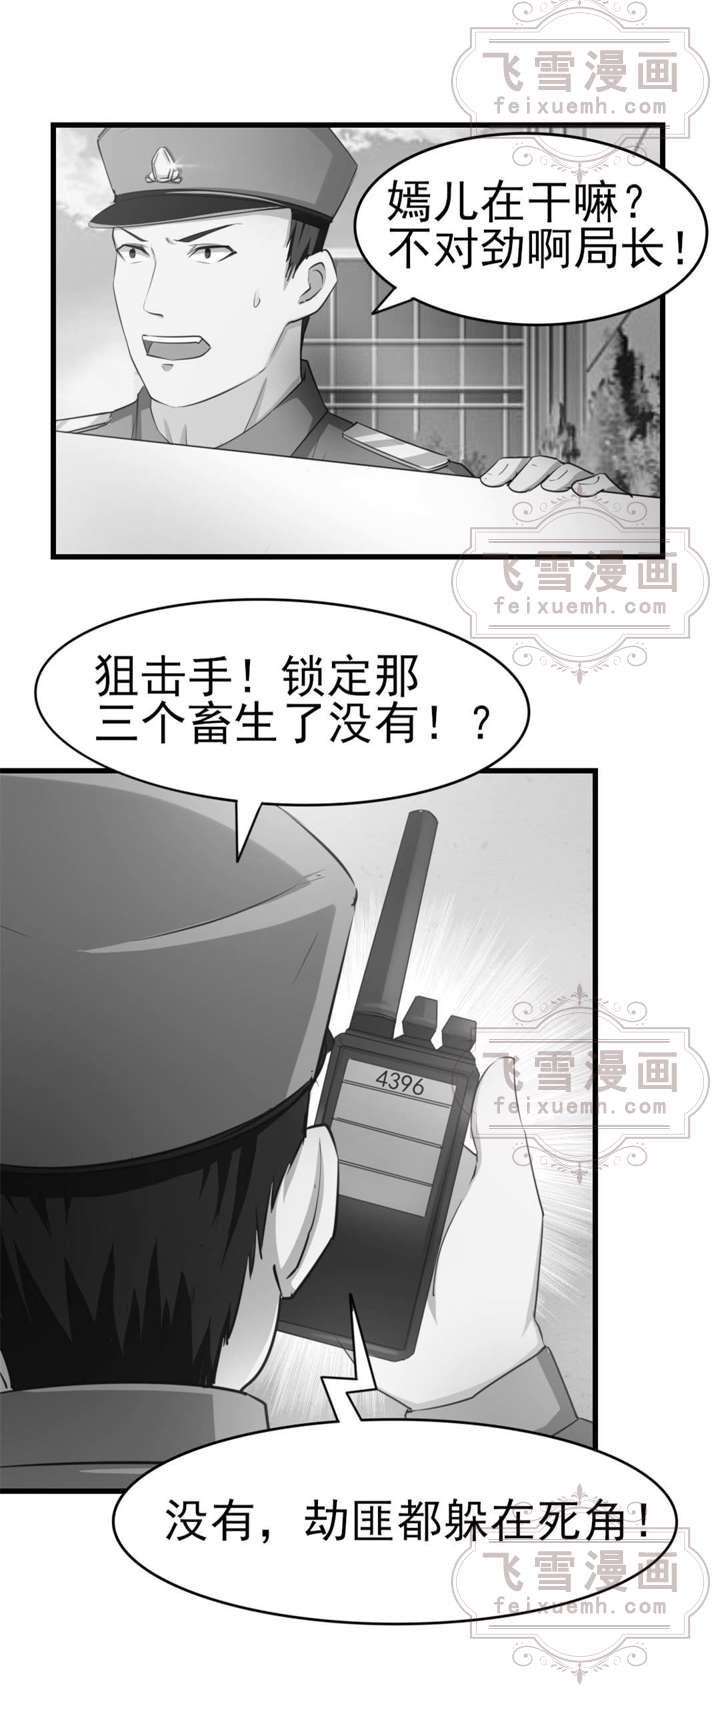 飞雪漫画
feixuemh.com
嫣儿在干嘛？
不对劲啊局长！
飞雪漫画
feixuemh.com
狙击手！锁定那
三个畜生了没有！？
4396
飞雪漫画
feixuemh.com
没有，劫匪都躲在死角！
飞雪漫画
feixuemh.com